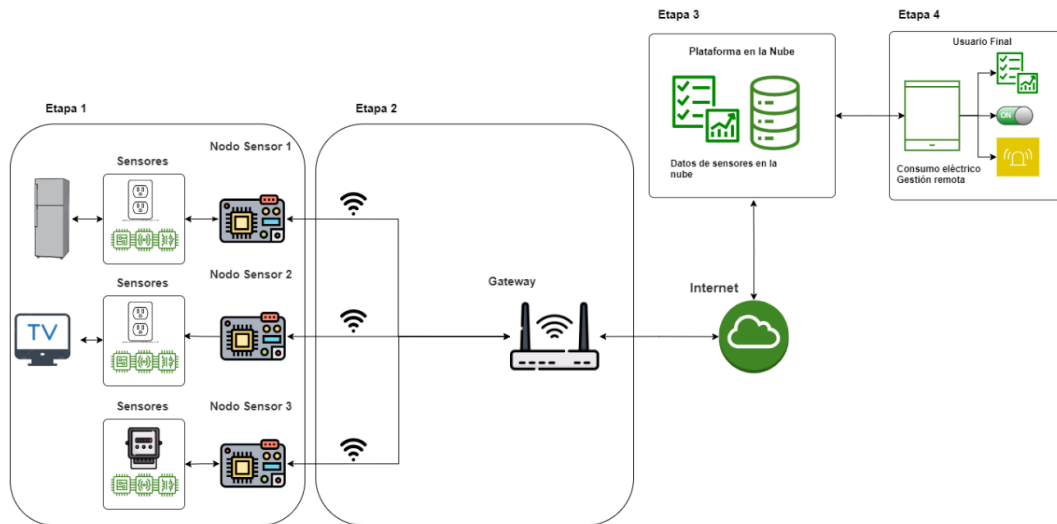 Etapa 3
Etapa 4
Plataforma en la Nube
Usuario Final
ON
Datos de sensores en la
nube
Consumo eléctrico
Gestión remota
Etapa 1
Etapa 2
Nodo Sensor 1
Sensores
Nodo Sensor 2
Sensores
TV
Gateway
Internet
Sensores
Nodo Sensor 3